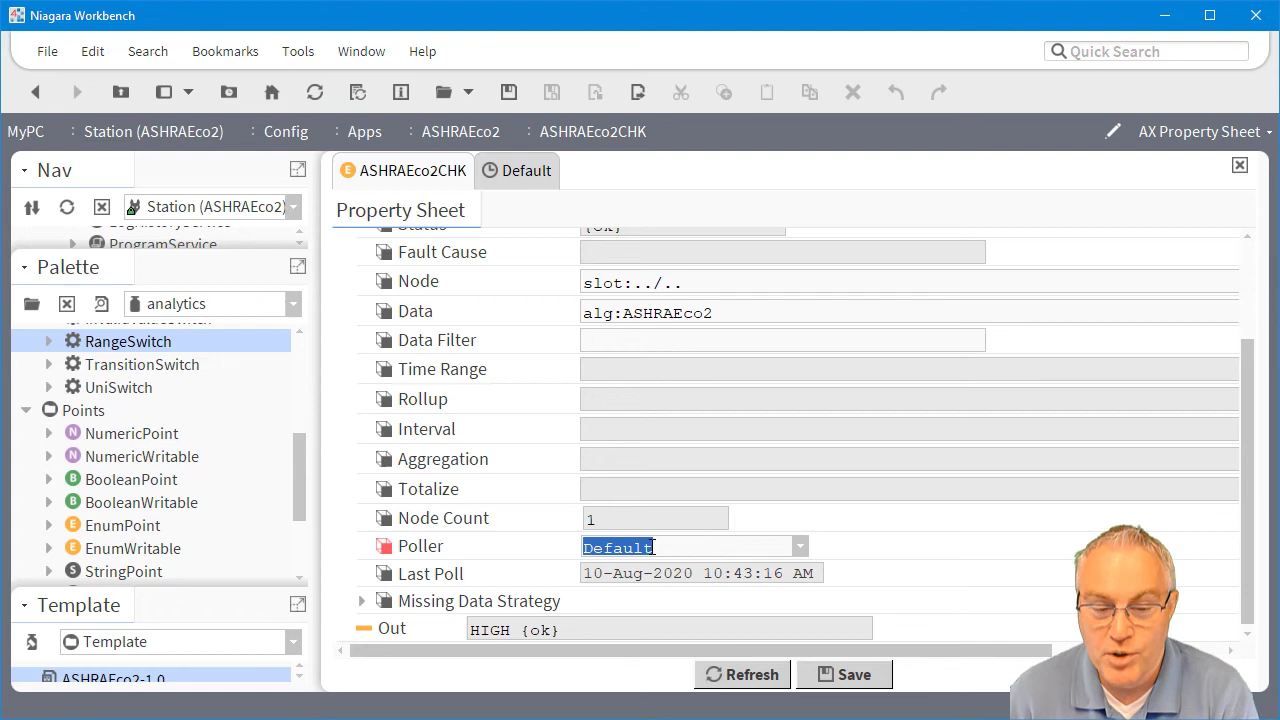 Niagara Workbench
File Edit Search Bookmarks Tools Window Help
Quick Search
MyPC : Station (ASHRAEco2) : Config : Apps : ASHRAEco2 : ASHRAEco2CHK
AX Property Sheet
Nav
Station (ASHRAEco2)
LogHistoryService
ProgramService
Palette
analytics
InvalidValueSwitch
RangeSwitch
TransitionSwitch
UniSwitch
Points
NumericPoint
NumericWritable
BooleanPoint
BooleanWritable
EnumPoint
EnumWritable
StringPoint
Template
Template
ASHRAEco2-1.0
ASHRAEco2CHK
Default
Property Sheet
Status {ok}
Fault Cause
Node slot:../..
Data alg:ASHRAEco2
Data Filter
Time Range
Rollup
Interval
Aggregation
Totalize
Node Count 1
Poller Default
Last Poll 10-Aug-2020 10:43:16 AM
Missing Data Strategy
Out HIGH {ok}
Refresh Save